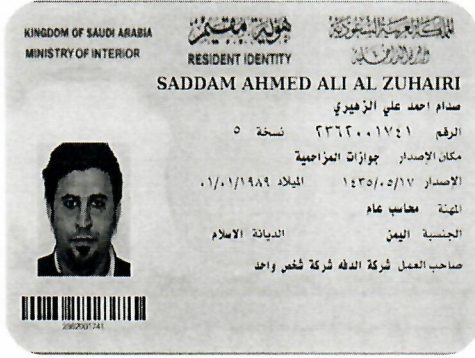 KINGDOM OF SAUDI ARABIA
MINISTRY OF INTERIOR
هوية مقيم
RESIDENT IDENTITY
المملكة العربية السعودية
وزارة الداخلية
SADDAM AHMED ALI AL ZUHAIRI
صدام احمد علي الزهيري
الرقم ٢٣٦٢٠٠١٧٤١ نسخة ٥
مكان الإصدار جوازات المزاحمية
الاصدار ١٤٣٥/٠٥/١٧ الميلاد ٠١/٠١/١٩٨٩
المهنة محاسب عام
الجنسية اليمن الديانة الاسلام
صاحب العمل شركة الدفه شركة شخص واحد
2362001741